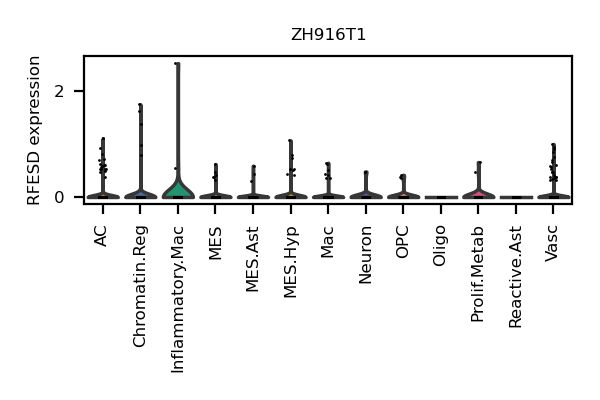 ZH916T1
RFESD expression
2
0
AC
Chromatin.Reg
Inflammatory.Mac
MES
MES.Ast
MES.Hyp
Mac
Neuron
OPC
Oligo
Prolif.Metab
Reactive.Ast
Vasc